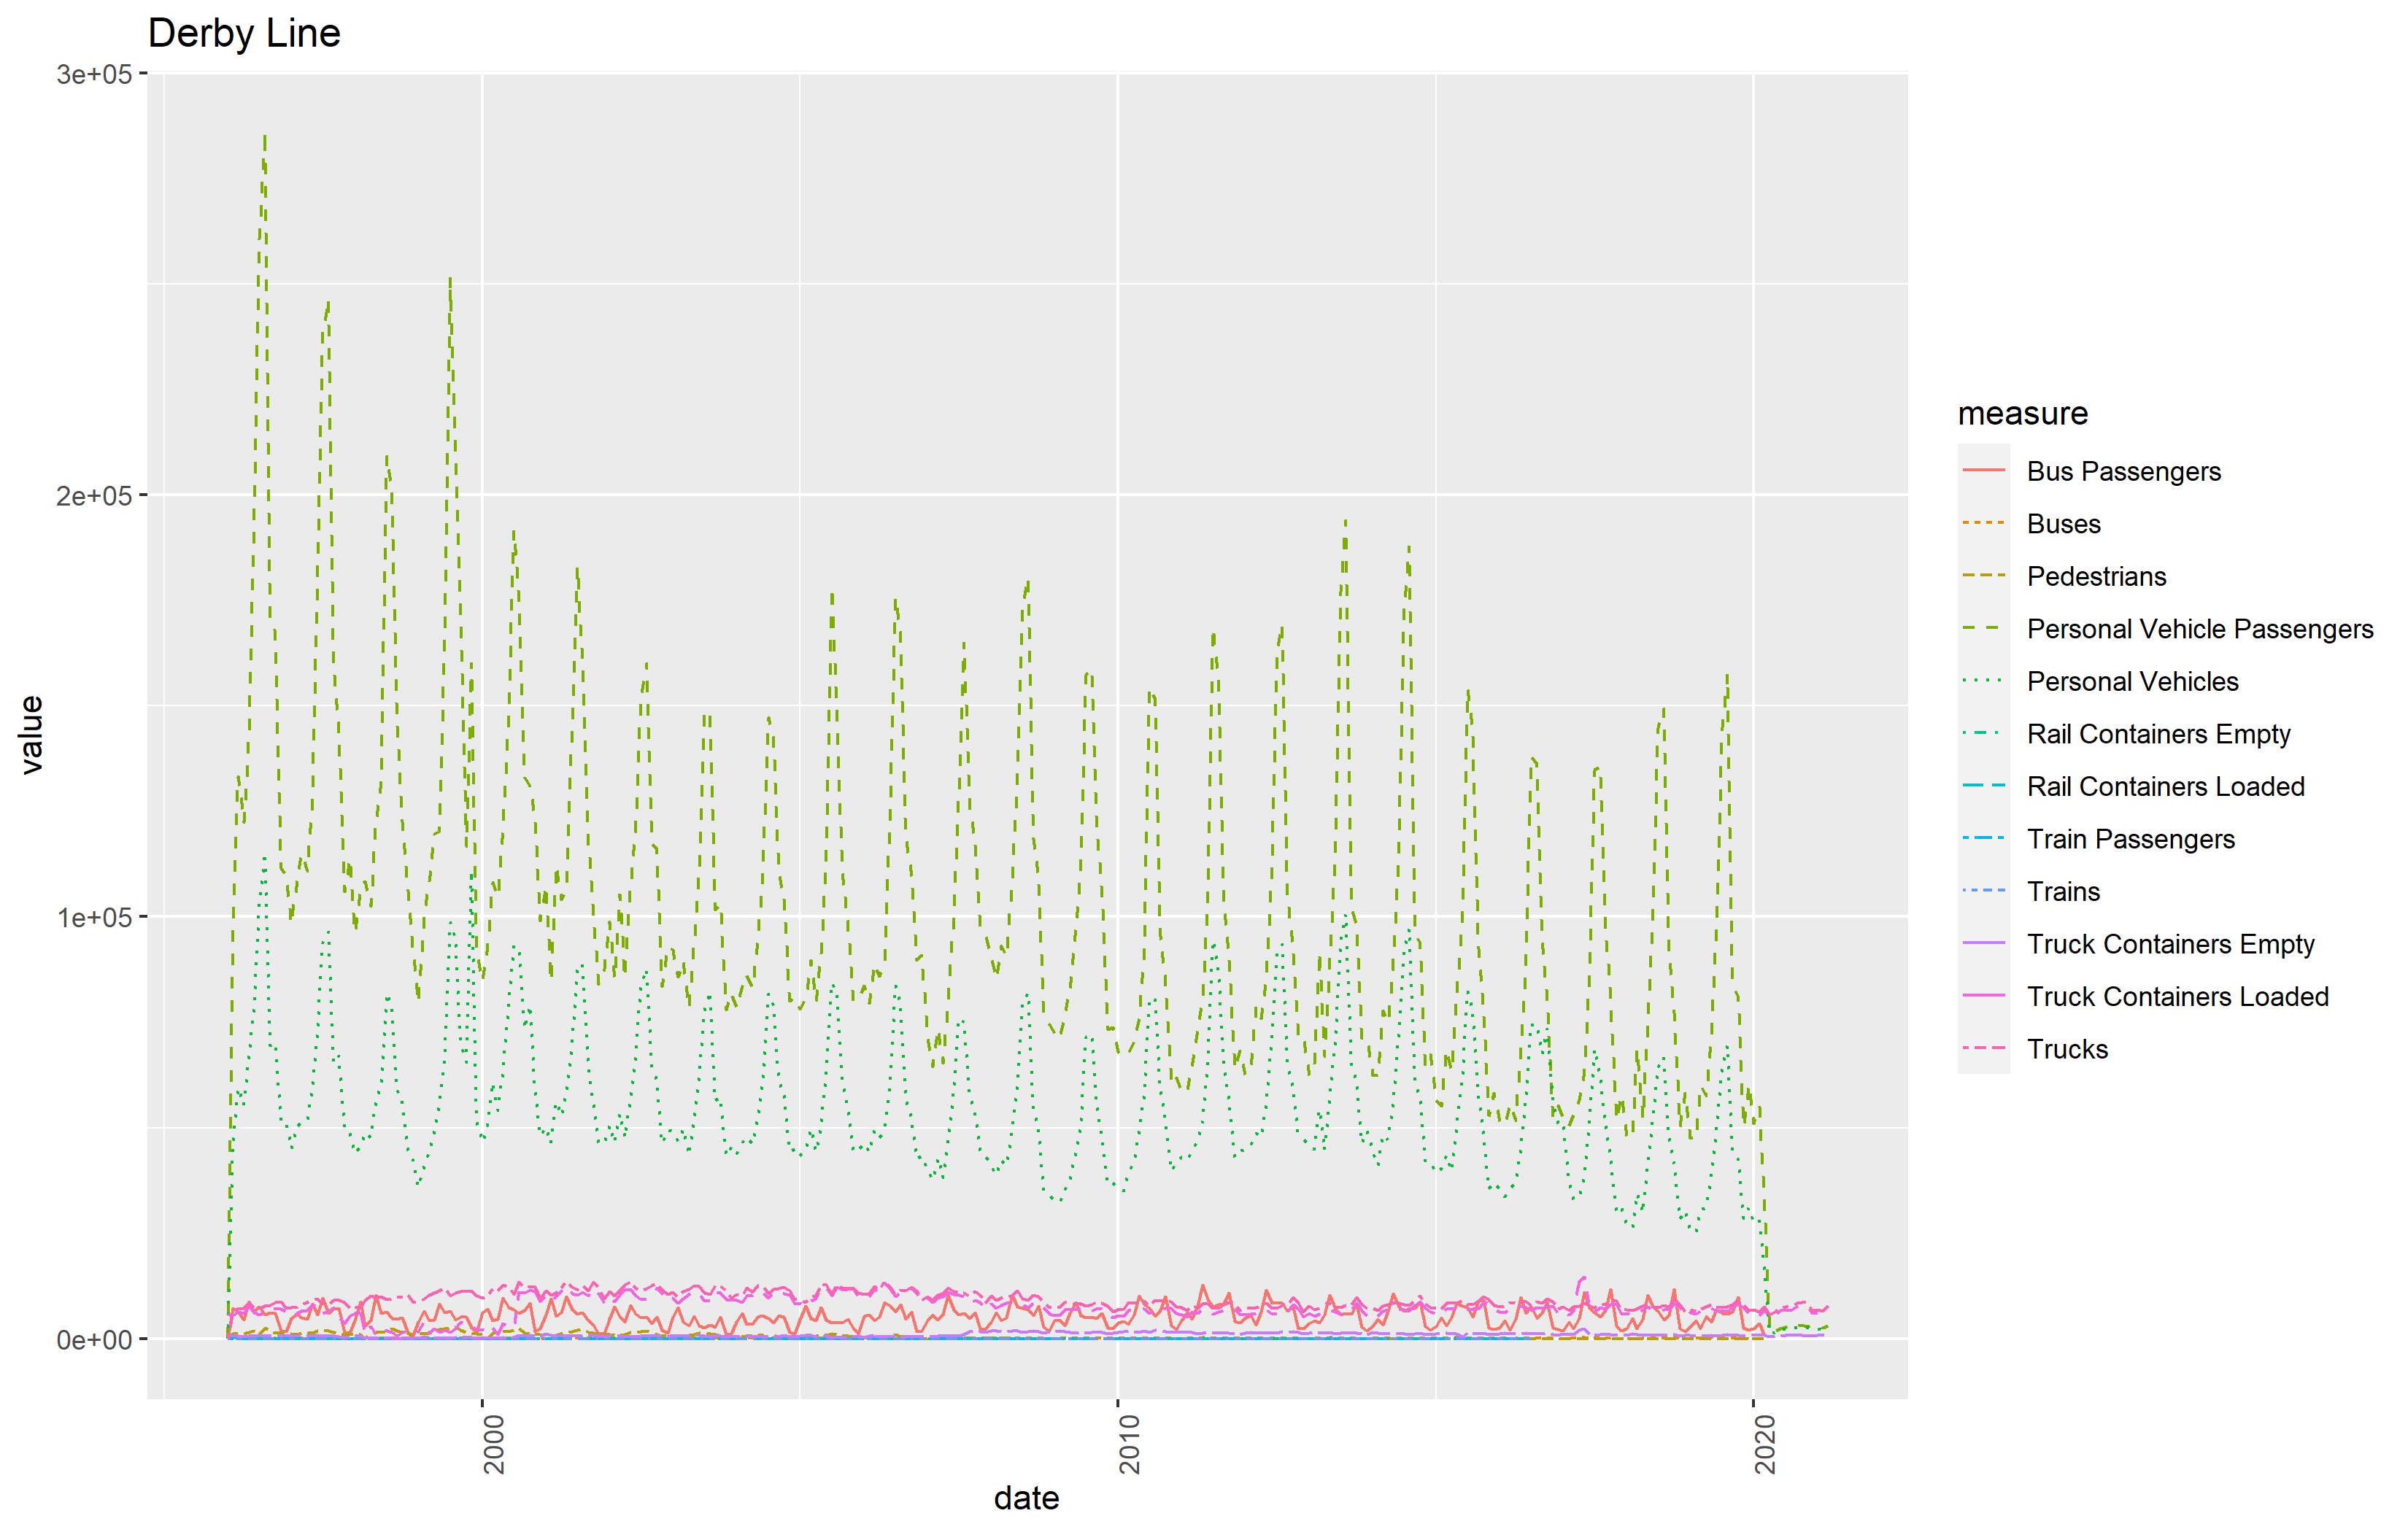 Derby Line
3e+05
2e+05
1e+05
0e+00
value
2000
2010
2020
date
measure
Bus Passengers
Buses
Pedestrians
Personal Vehicle Passengers
Personal Vehicles
Rail Containers Empty
Rail Containers Loaded
Train Passengers
Trains
Truck Containers Empty
Truck Containers Loaded
Trucks